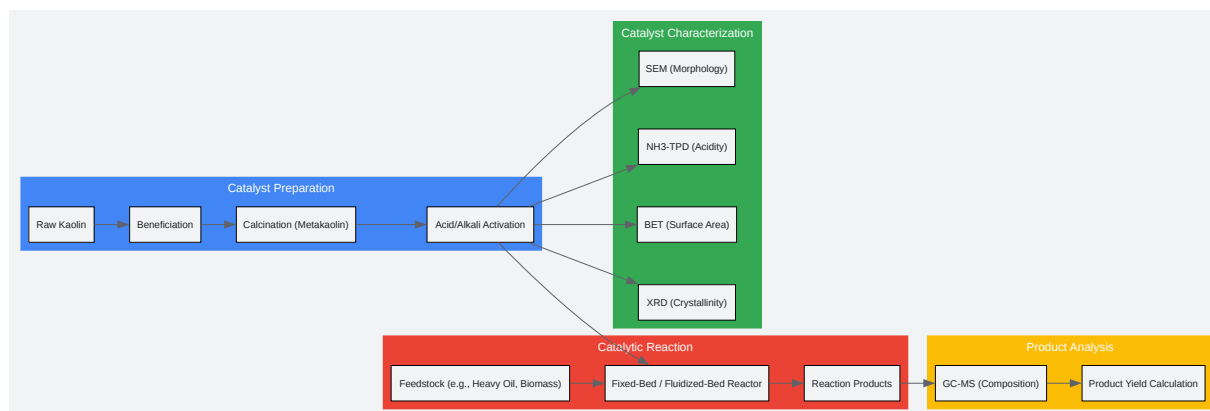 Catalyst Characterization
SEM (Morphology)
NH3-TPD (Acidity)
Catalyst Preparation
Raw Kaolin
Beneficiation
Calcination (Metakaolin)
Acid/Alkali Activation
BET (Surface Area)
XRD (Crystallinity)
Catalytic Reaction
Feedstock (e.g., Heavy Oil, Biomass)
Fixed-Bed / Fluidized-Bed Reactor
Reaction Products
Product Analysis
GC-MS (Composition)
Product Yield Calculation